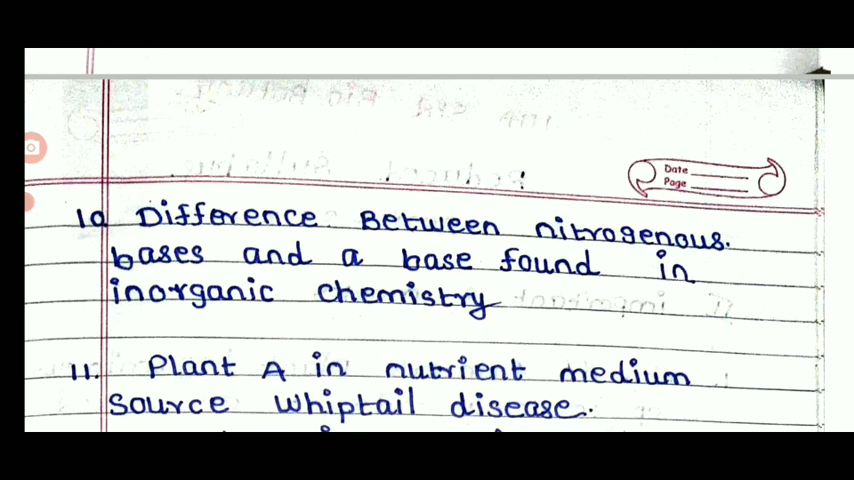 Date
Page
10 Difference Between nitrogenous.
bases and a base found in
inorganic chemistry
11. Plant A in nutrient medium
Source Whiptail disease.